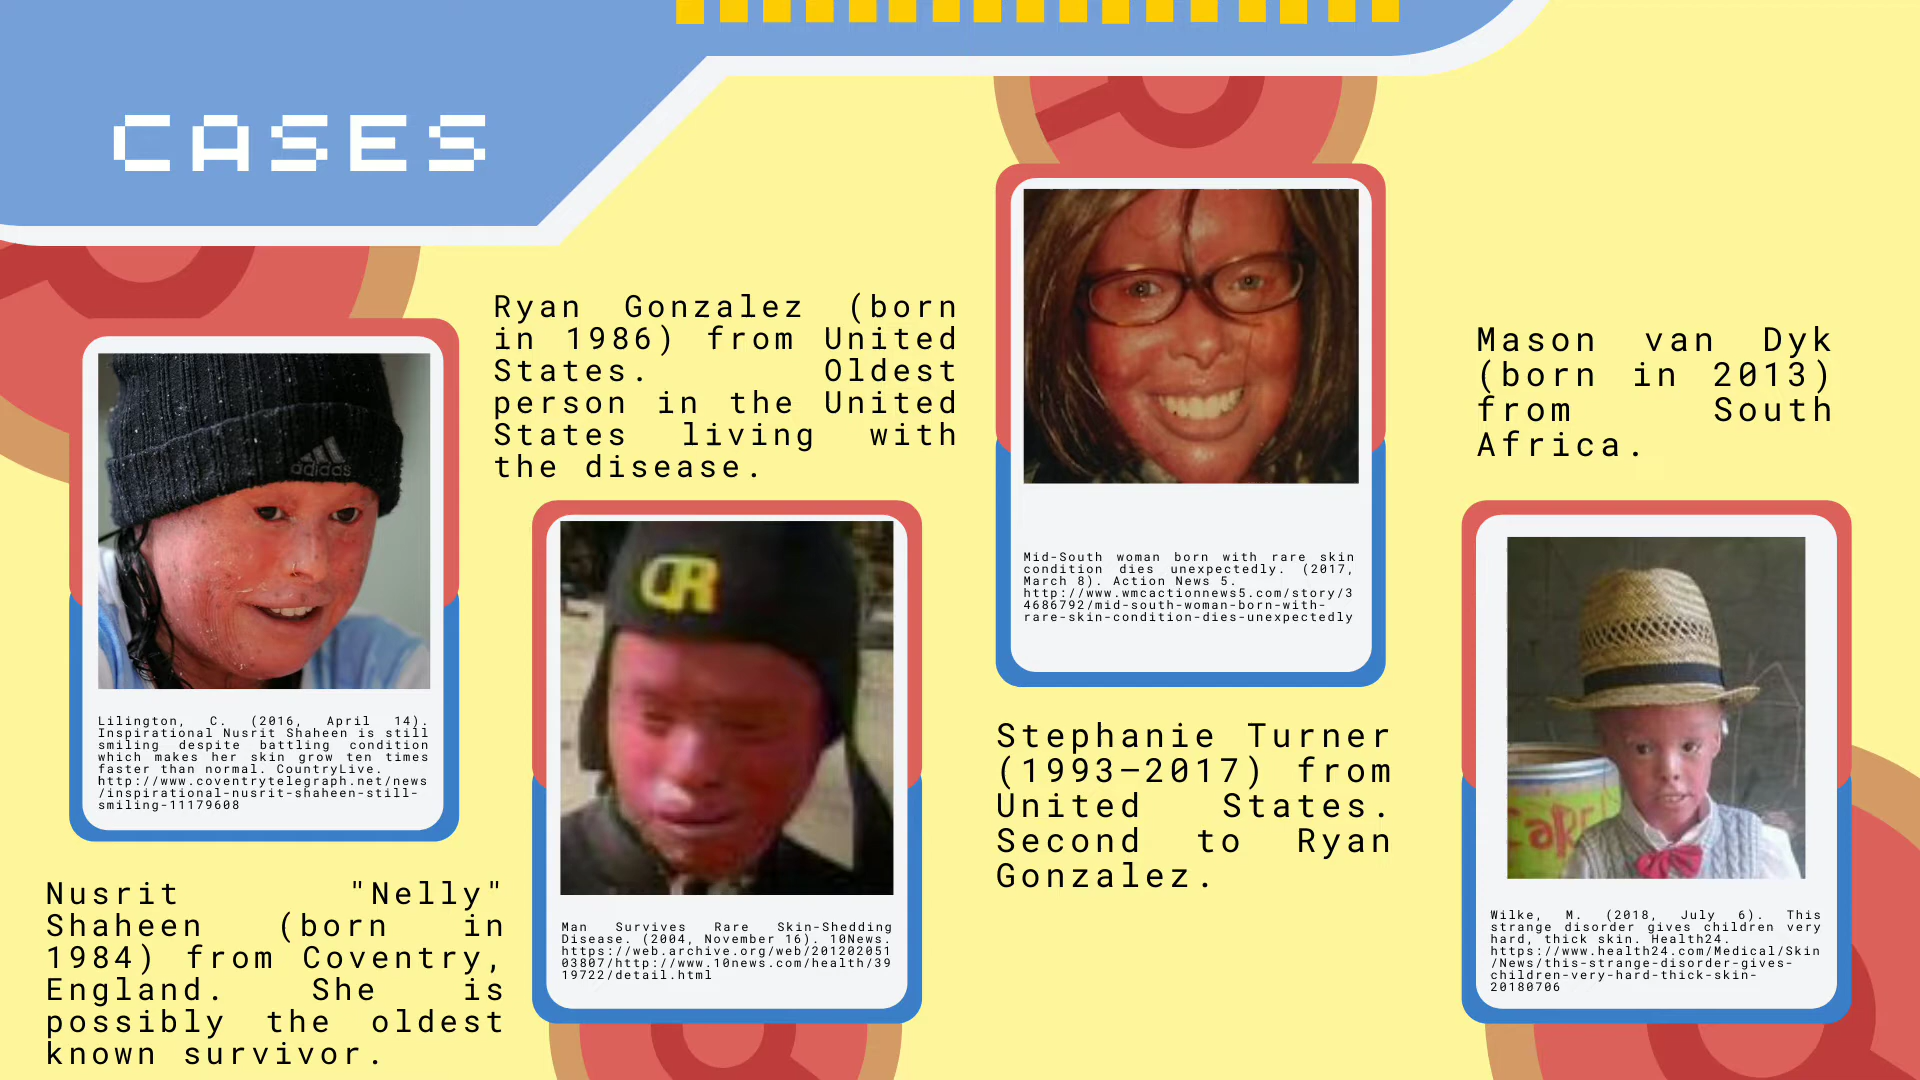 CASES
adidas
Lilington, C. (2016, April 14).
Inspirational Nusrit Shaheen is still
smiling despite battling condition
which makes her skin grow ten times
faster than normal. CountryLive.
http://www.coventrytelegraph.net/news
/inspirational-nusrit-shaheen-still-
smiling-11179608
Nusrit "Nelly"
Shaheen (born in
1984) from Coventry,
England. She is
possibly the oldest
known survivor.
Ryan Gonzalez (born
in 1986) from United
States. Oldest
person in the United
States living with
the disease.
CR
Man Survives Rare Skin-Shedding
Disease. (2004, November 16). 10News.
https://web.archive.org/web/201202051
03807/http://www.10news.com/health/39
19722/detail.html
Mid-South woman born with rare skin
condition dies unexpectedly. (2017,
March 8). Action News 5.
http://www.wmcactionnews5.com/story/3
4686792/mid-south-woman-born-with-
rare-skin-condition-dies-unexpectedly
Stephanie Turner
(1993–2017) from
United States.
Second to Ryan
Gonzalez.
Mason van Dyk
(born in 2013)
from South
Africa.
Wilke, M. (2018, July 6). This
strange disorder gives children very
hard, thick skin. Health24.
https://www.health24.com/Medical/Skin
/News/this-strange-disorder-gives-
children-very-hard-thick-skin-
20180706